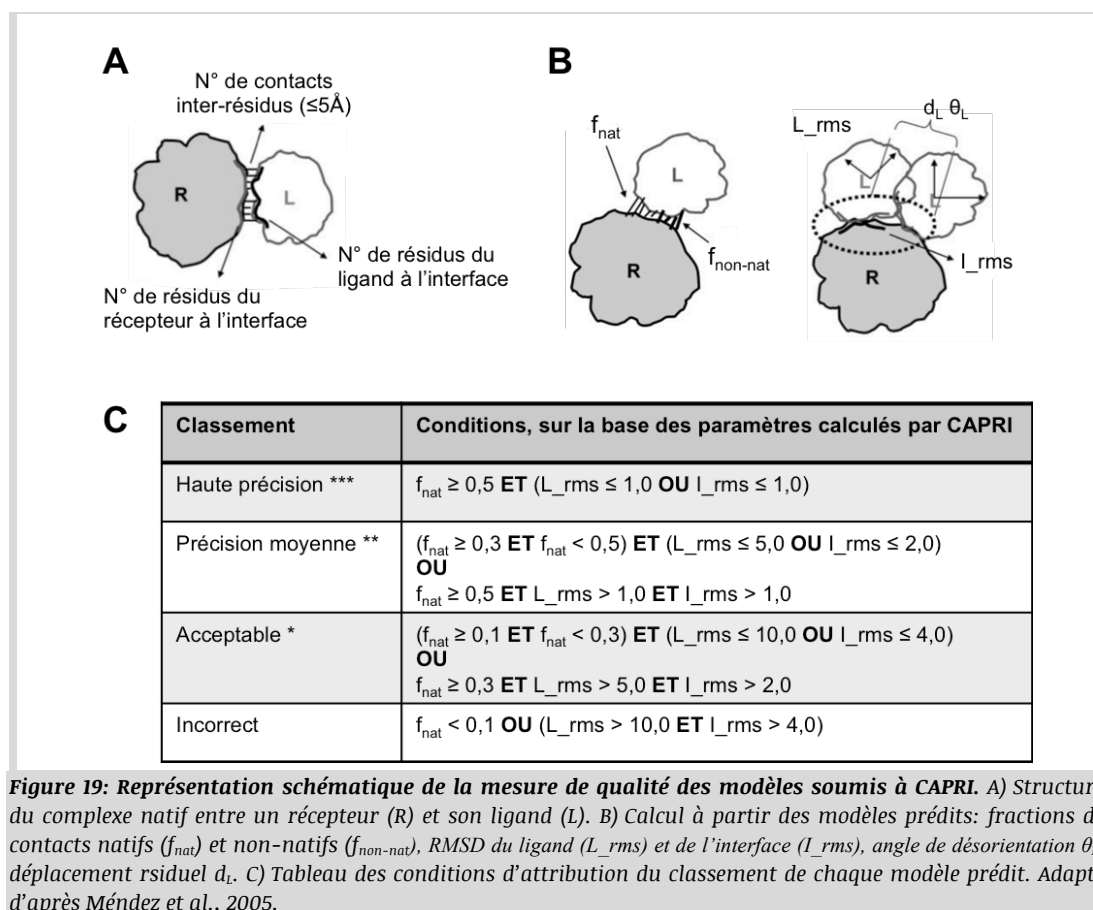 A
N° de contacts
inter-résidus (≤5Å)
R
L
N° de résidus du
ligand à l'interface
N° de résidus du
récepteur à l'interface
B
f_nat
L
R
f_non-nat
L_rms
d_L θ_L
L
L
R
I_rms
C
Classement | Conditions, sur la base des paramètres calculés par CAPRI
Haute précision *** | f_nat ≥ 0,5 ET (L_rms ≤ 1,0 OU I_rms ≤ 1,0)
Précision moyenne ** | (f_nat ≥ 0,3 ET f_nat < 0,5) ET (L_rms ≤ 5,0 OU I_rms ≤ 2,0)
OU
f_nat ≥ 0,5 ET L_rms > 1,0 ET I_rms > 1,0
Acceptable * | (f_nat ≥ 0,1 ET f_nat < 0,3) ET (L_rms ≤ 10,0 OU I_rms ≤ 4,0)
OU
f_nat ≥ 0,3 ET L_rms > 5,0 ET I_rms > 2,0
Incorrect | f_nat < 0,1 OU (L_rms > 10,0 ET I_rms > 4,0)
Figure 19: Représentation schématique de la mesure de qualité des modèles soumis à CAPRI. A) Structur
du complexe natif entre un récepteur (R) et son ligand (L). B) Calcul à partir des modèles prédits: fractions d
contacts natifs (f_nat) et non-natifs (f_non-nat), RMSD du ligand (L_rms) et de l'interface (I_rms), angle de désorientation θ
déplacement rsiduel d_L. C) Tableau des conditions d'attribution du classement de chaque modèle prédit. Adapt
d'après Méndez et al., 2005.